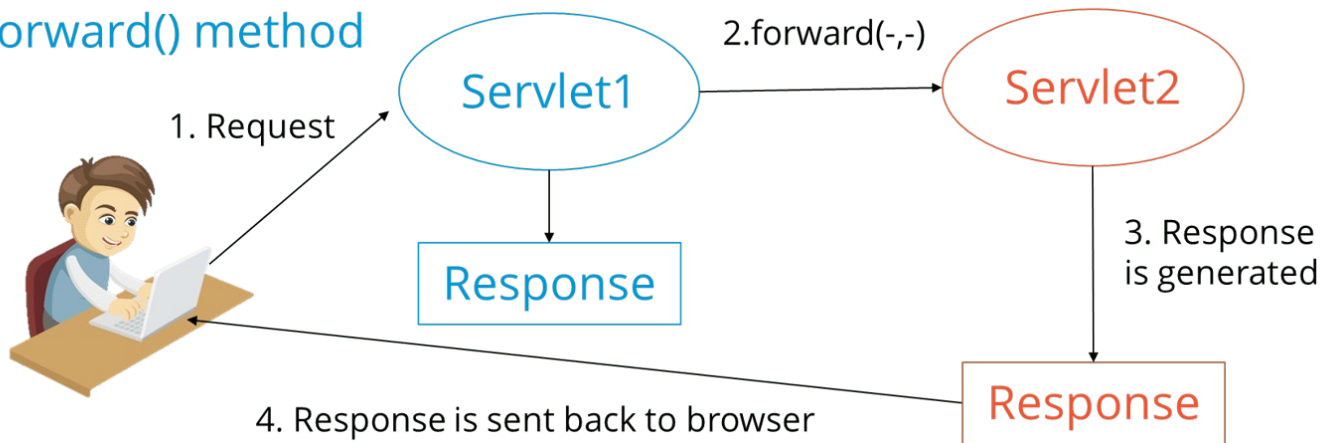 orward() method
2.forward(-,-)
Servlet1
Servlet2
1. Request
3. Response
is generated
Response
Response
4. Response is sent back to browser